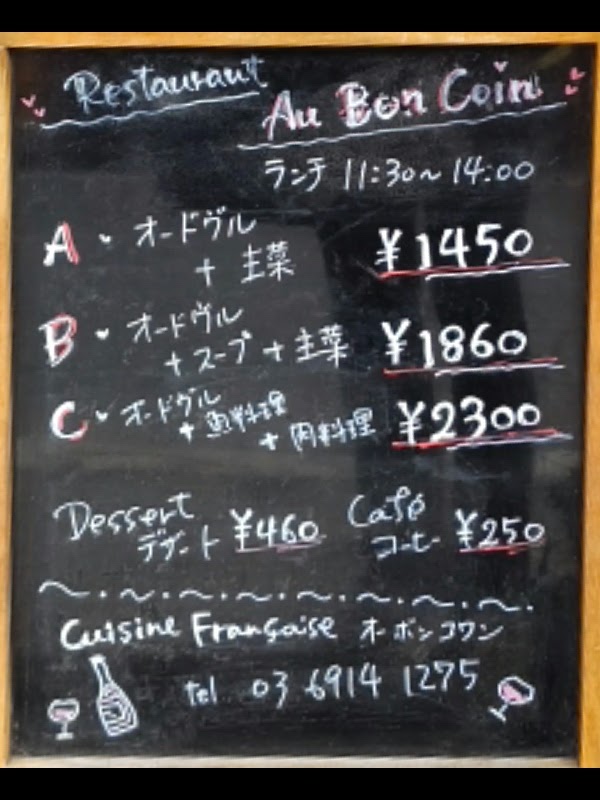 Restaurant
Au Bon Coin
ランチ 11:30~14:00
A・オードヴル
+ 主菜 ¥1450
B・オードヴル
+スープ+主菜 ¥1860
C・オードヴル
+魚料理
+肉料理 ¥2300
Dessert
デザート ¥460
Café
コーヒー ¥250
Cuisine Française オーボンコワン
tel 03 6914 1275